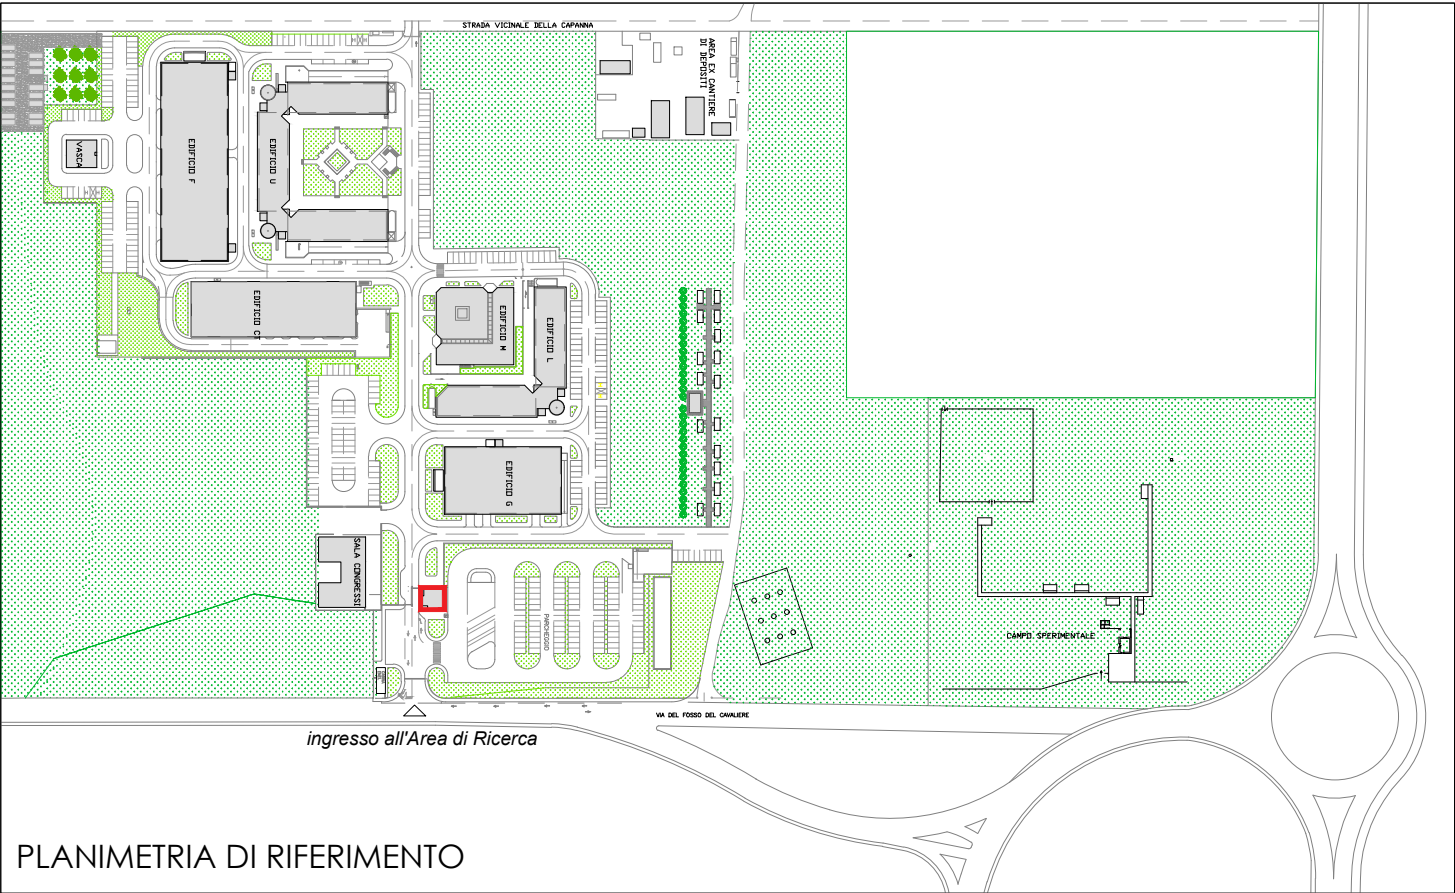 STRADA VICINALE DELLA CAPANNA
AREA EX CANTIERE
DI DEPOSITI
VASCA
EDIFICIO F
EDIFICIO U
EDIFICIO CT
EDIFICIO M
EDIFICIO L
EDIFICIO G
SALA CONGRESSI
PARCHEGGIO
CAMPO SPERIMENTALE
VIA DEL FOSSO DEL CAVALIERE
ingresso all'Area di Ricerca
PLANIMETRIA DI RIFERIMENTO